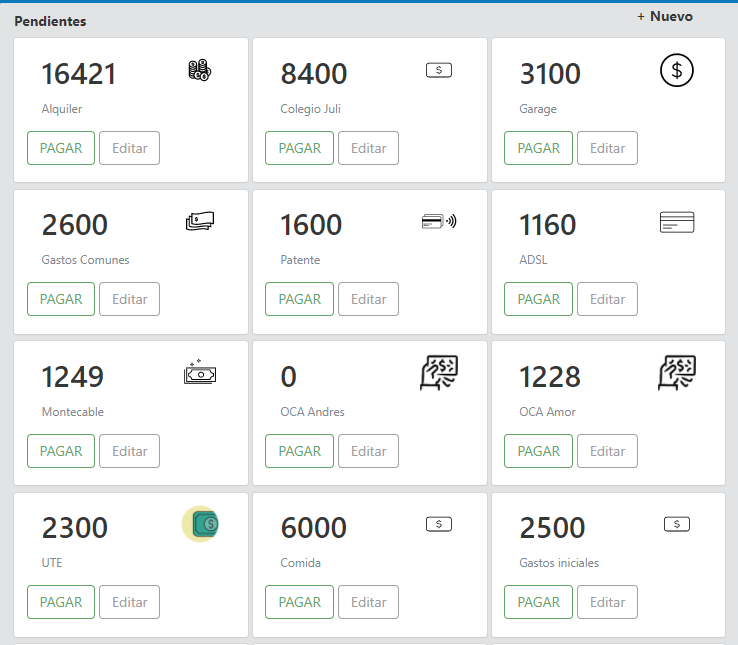 Pendientes
+ Nuevo
16421
Alquiler
PAGAR
Editar
8400
$
Colegio Juli
PAGAR
Editar
3100
$
Garage
PAGAR
Editar
2600
Gastos Comunes
PAGAR
Editar
1600
Patente
PAGAR
Editar
1160
ADSL
PAGAR
Editar
1249
Montecable
PAGAR
Editar
0
OCA Andres
PAGAR
Editar
1228
OCA Amor
PAGAR
Editar
2300
$
UTE
PAGAR
Editar
6000
$
Comida
PAGAR
Editar
2500
$
Gastos iniciales
PAGAR
Editar